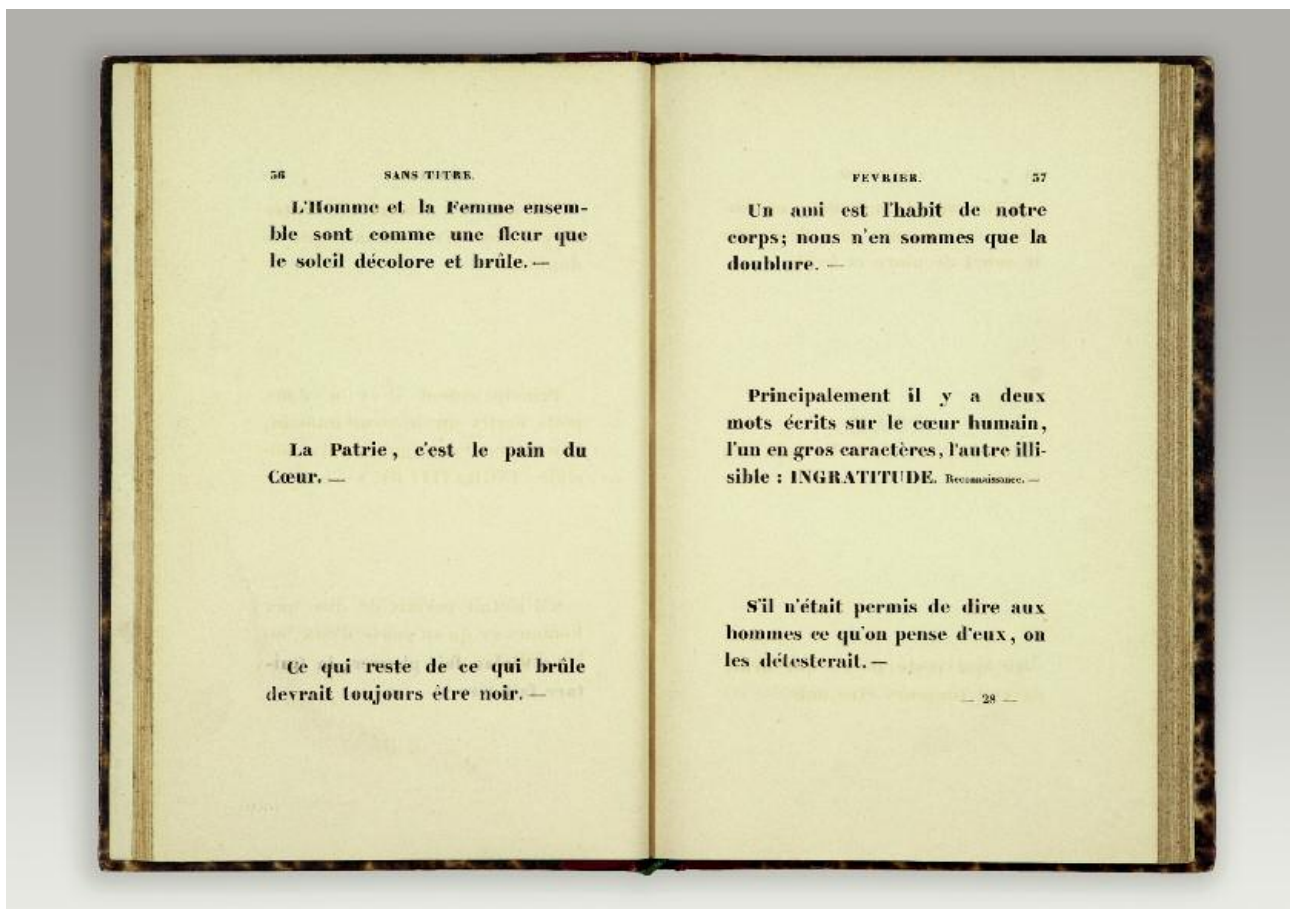 56 SANS TITRE.
L'Homme et la Femme ensem-
ble sont comme une fleur que
le soleil décolore et brûle. —
La Patrie, c'est le pain du
Cœur. —
Ce qui reste de ce qui brûle
devrait toujours être noir. —
FEVRIER. 57
Un ami est l'habit de notre
corps; nous n'en sommes que la
doublure. —
Principalement il y a deux
mots écrits sur le cœur humain,
l'un en gros caractères, l'autre illi-
sible : INGRATITUDE. Reconnaissance. —
S'il n'était permis de dire aux
hommes ce qu'on pense d'eux, on
les détesterait. —
— 28 —